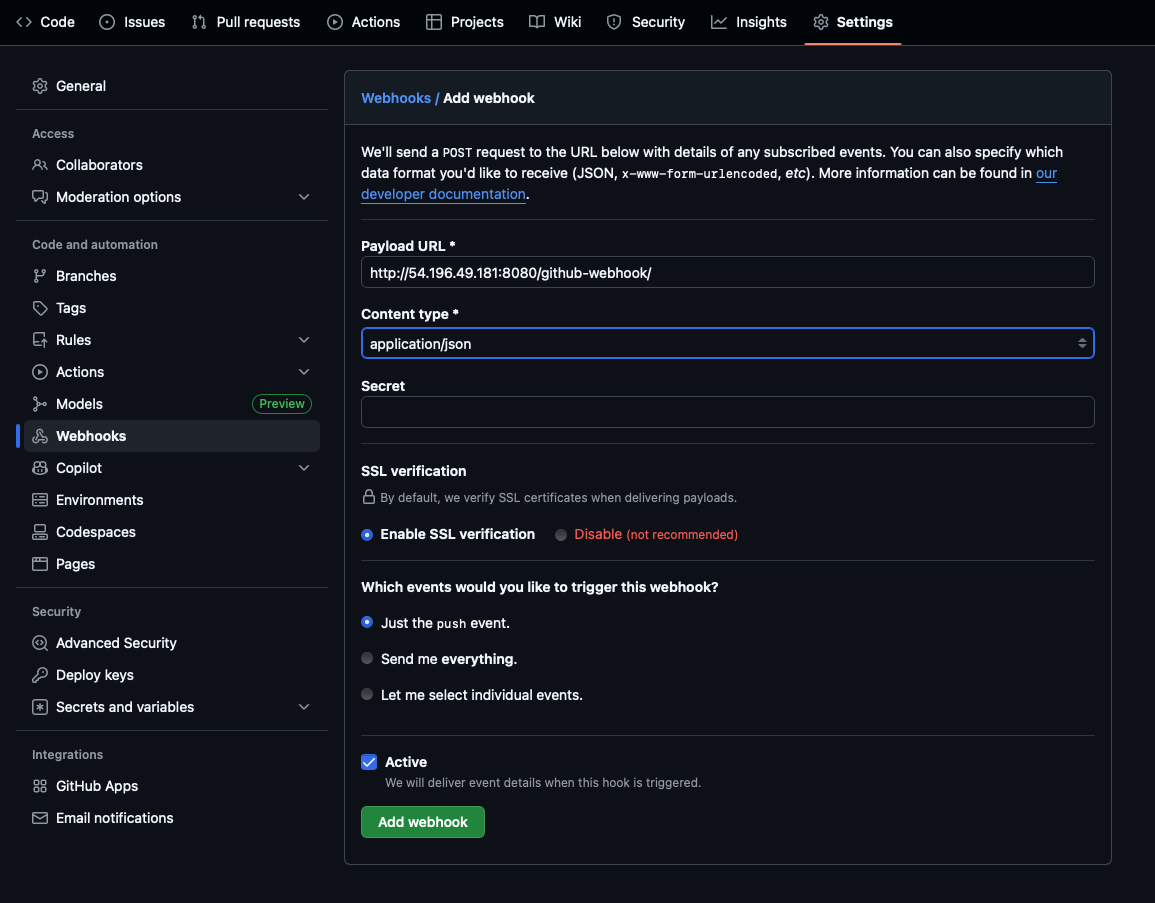 Code Issues Pull requests Actions Projects Wiki Security Insights Settings
General
Access
Collaborators
Moderation options
Code and automation
Branches
Tags
Rules
Actions
Models Preview
Webhooks
Copilot
Environments
Codespaces
Pages
Security
Advanced Security
Deploy keys
Secrets and variables
Integrations
GitHub Apps
Email notifications
Webhooks / Add webhook
We'll send a POST request to the URL below with details of any subscribed events. You can also specify which
data format you'd like to receive (JSON, x-www-form-urlencoded, etc). More information can be found in our
developer documentation.
Payload URL *
http://54.196.49.181:8080/github-webhook/
Content type *
application/json
Secret
SSL verification
By default, we verify SSL certificates when delivering payloads.
Enable SSL verification Disable (not recommended)
Which events would you like to trigger this webhook?
Just the push event.
Send me everything.
Let me select individual events.
Active
We will deliver event details when this hook is triggered.
Add webhook